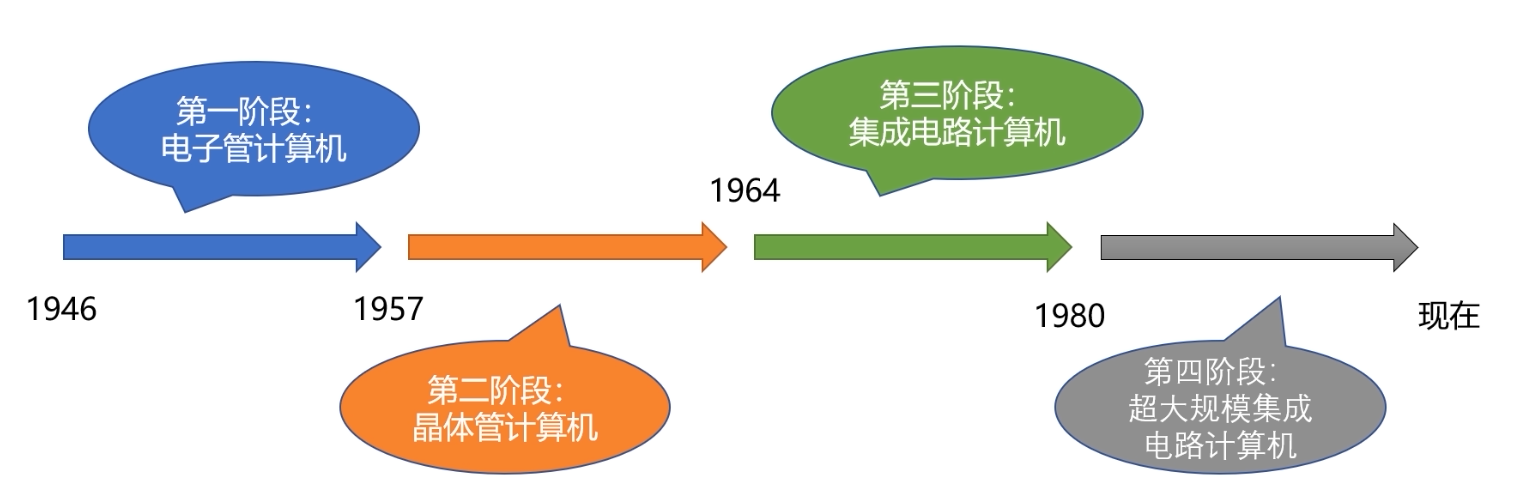 第一阶段：
电子管计算机
第三阶段：
集成电路计算机
1964
1946
1957
1980
现在
第二阶段：
晶体管计算机
第四阶段：
超大规模集成
电路计算机